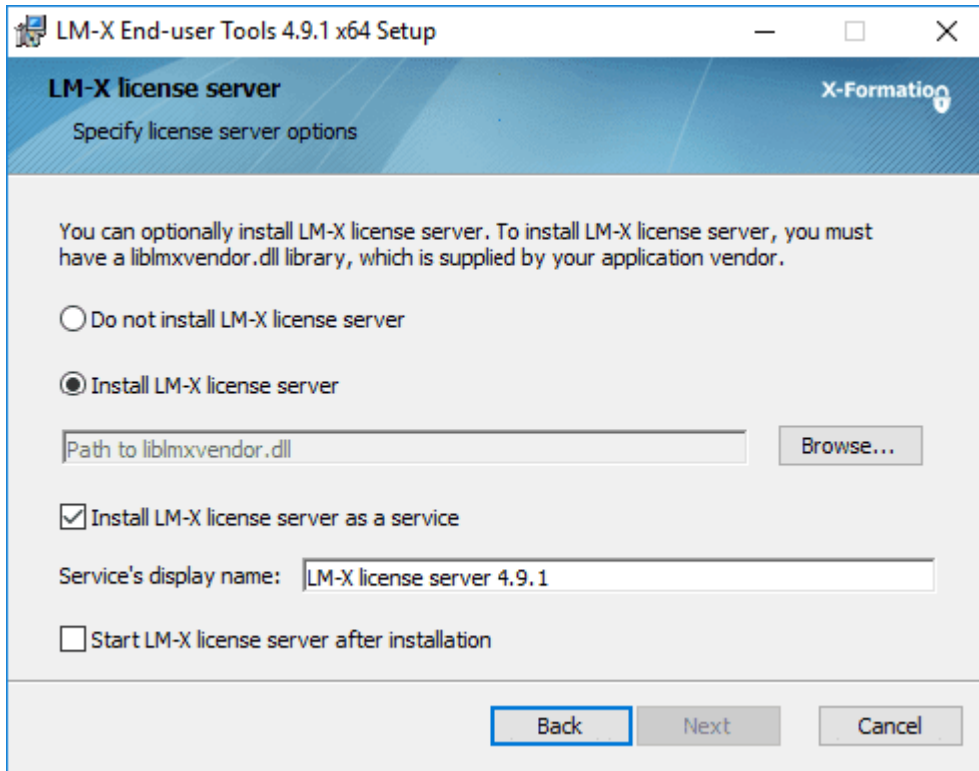 LM-X End-user Tools 4.9.1 x64 Setup
LM-X license server
X-Formation
Specify license server options
You can optionally install LM-X license server. To install LM-X license server, you must
have a liblmxvendor.dll library, which is supplied by your application vendor.
Do not install LM-X license server
Install LM-X license server
Path to liblmxvendor.dll
Browse...
Install LM-X license server as a service
Service's display name:
LM-X license server 4.9.1
Start LM-X license server after installation
Back
Next
Cancel